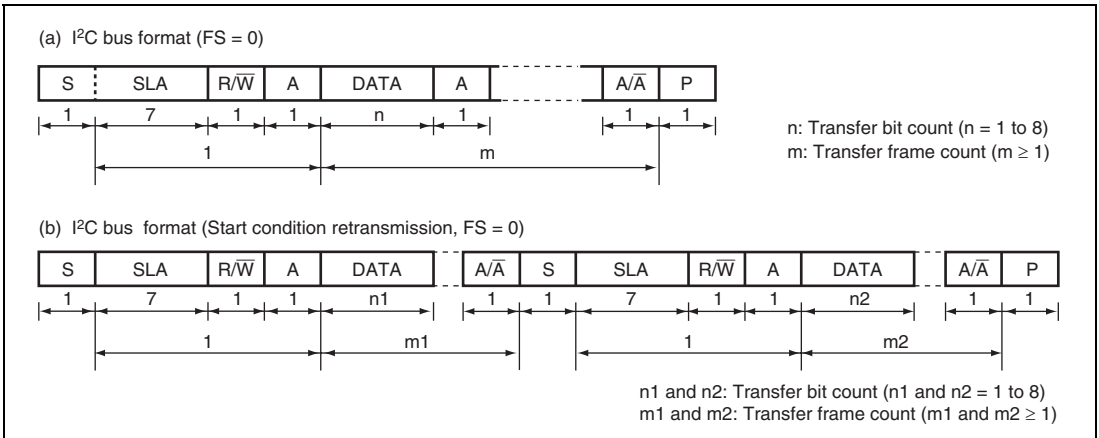 (a) I²C bus format (FS = 0)
S SLA R/W̅ A DATA A A/A̅ P
1 7 1 1 n 1 1 1
1 m
n: Transfer bit count (n = 1 to 8)
m: Transfer frame count (m ≥ 1)
(b) I²C bus format (Start condition retransmission, FS = 0)
S SLA R/W̅ A DATA A/A̅ S SLA R/W̅ A DATA A/A̅ P
1 7 1 1 n1 1 1 7 1 1 n2 1 1
1 m1 1 m2
n1 and n2: Transfer bit count (n1 and n2 = 1 to 8)
m1 and m2: Transfer frame count (m1 and m2 ≥ 1)